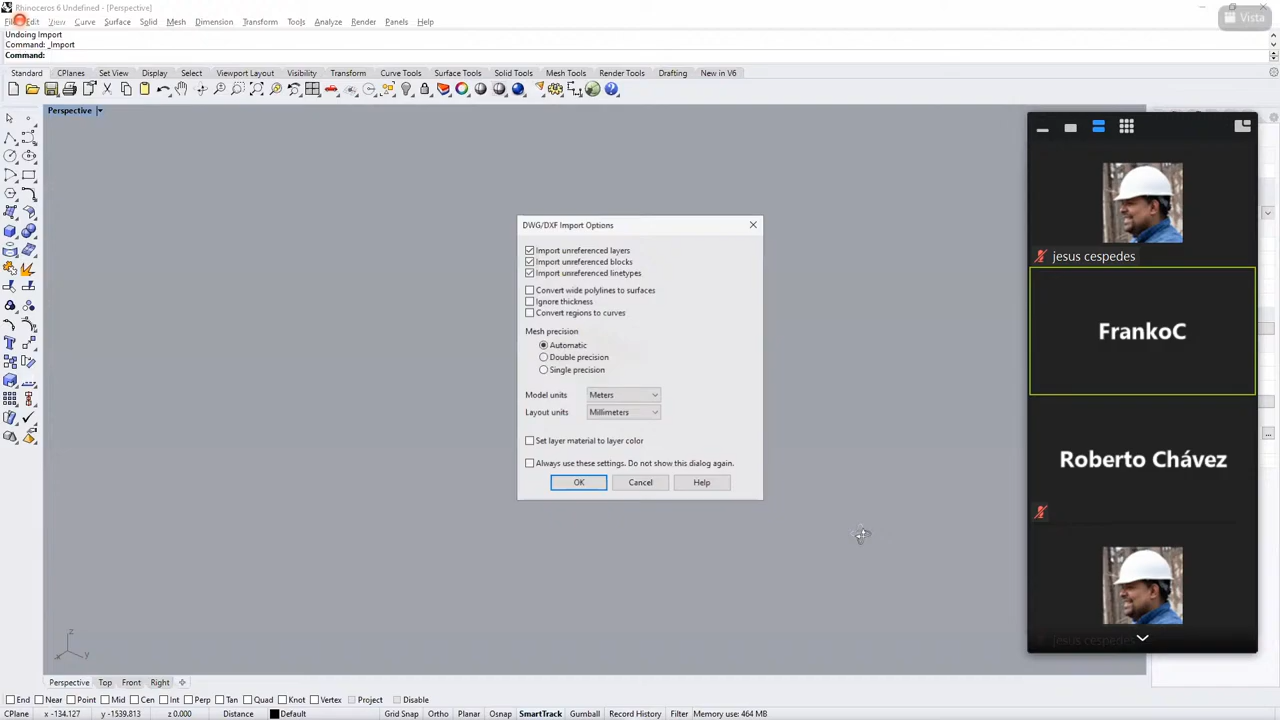 Rhinoceros 6 Undefined - [Perspective]
File Edit View Curve Surface Solid Mesh Dimension Transform Tools Analyze Render Panels Help
Vista
Undoing Import
Command: _Import
Command:
Standard CPlanes Set View Display Select Viewport Layout Visibility Transform Curve Tools Surface Tools Solid Tools Mesh Tools Render Tools Drafting New in V6
Perspective
DWG/DXF Import Options
Import unreferenced layers
Import unreferenced blocks
Import unreferenced linetypes
Convert wide polylines to surfaces
Ignore thickness
Convert regions to curves
Mesh precision
Automatic
Double precision
Single precision
Model units Meters
Layout units Millimeters
Set layer material to layer color
Always use these settings. Do not show this dialog again.
OK Cancel Help
jesus cespedes
FrankoC
Roberto Chávez
jesus cespedes
z
x y
Perspective Top Front Right
End Near Point Mid Cen Int Perp Tan Quad Knot Vertex Project Disable
CPlane x -134.127 y -1539.813 z 0.000 Distance Default Grid Snap Ortho Planar Osnap SmartTrack Gumball Record History Filter Memory use: 464 MB